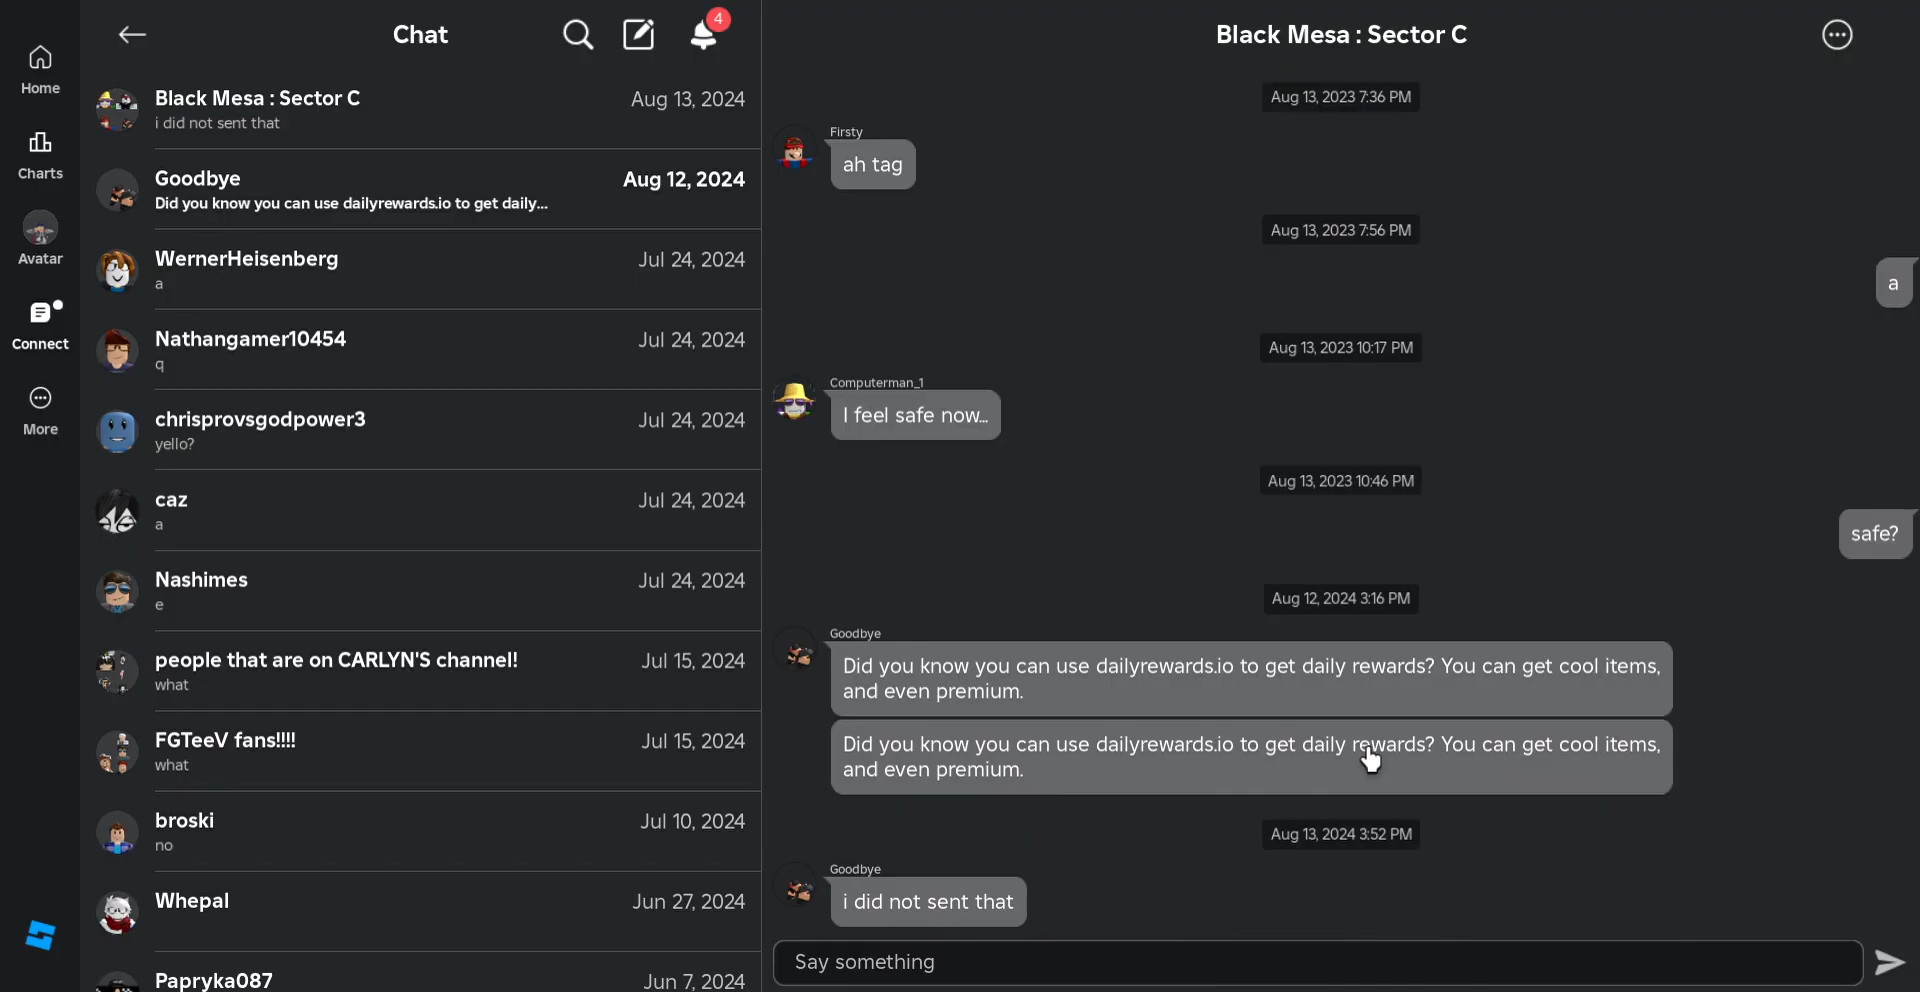 Home
Charts
Avatar
Connect
More
Chat
4
Black Mesa : Sector C
Aug 13, 2024
i did not sent that
Goodbye
Aug 12, 2024
Did you know you can use dailyrewards.io to get daily...
WernerHeisenberg
Jul 24, 2024
a
Nathangamer10454
Jul 24, 2024
q
chrisprovsgodpower3
Jul 24, 2024
yello?
caz
Jul 24, 2024
a
Nashimes
Jul 24, 2024
e
people that are on CARLYN'S channel!
Jul 15, 2024
what
FGTeeV fans!!!!
Jul 15, 2024
what
broski
Jul 10, 2024
no
Whepal
Jun 27, 2024
Papryka087
Jun 7, 2024
Black Mesa : Sector C
Aug 13, 2023 7:36 PM
Firsty
ah tag
Aug 13, 2023 7:56 PM
a
Aug 13, 2023 10:17 PM
Computerman_1
I feel safe now...
Aug 13, 2023 10:46 PM
safe?
Aug 12, 2024 3:16 PM
Goodbye
Did you know you can use dailyrewards.io to get daily rewards? You can get cool items,
and even premium.
Did you know you can use dailyrewards.io to get daily rewards? You can get cool items,
and even premium.
Aug 13, 2024 3:52 PM
Goodbye
i did not sent that
Say something